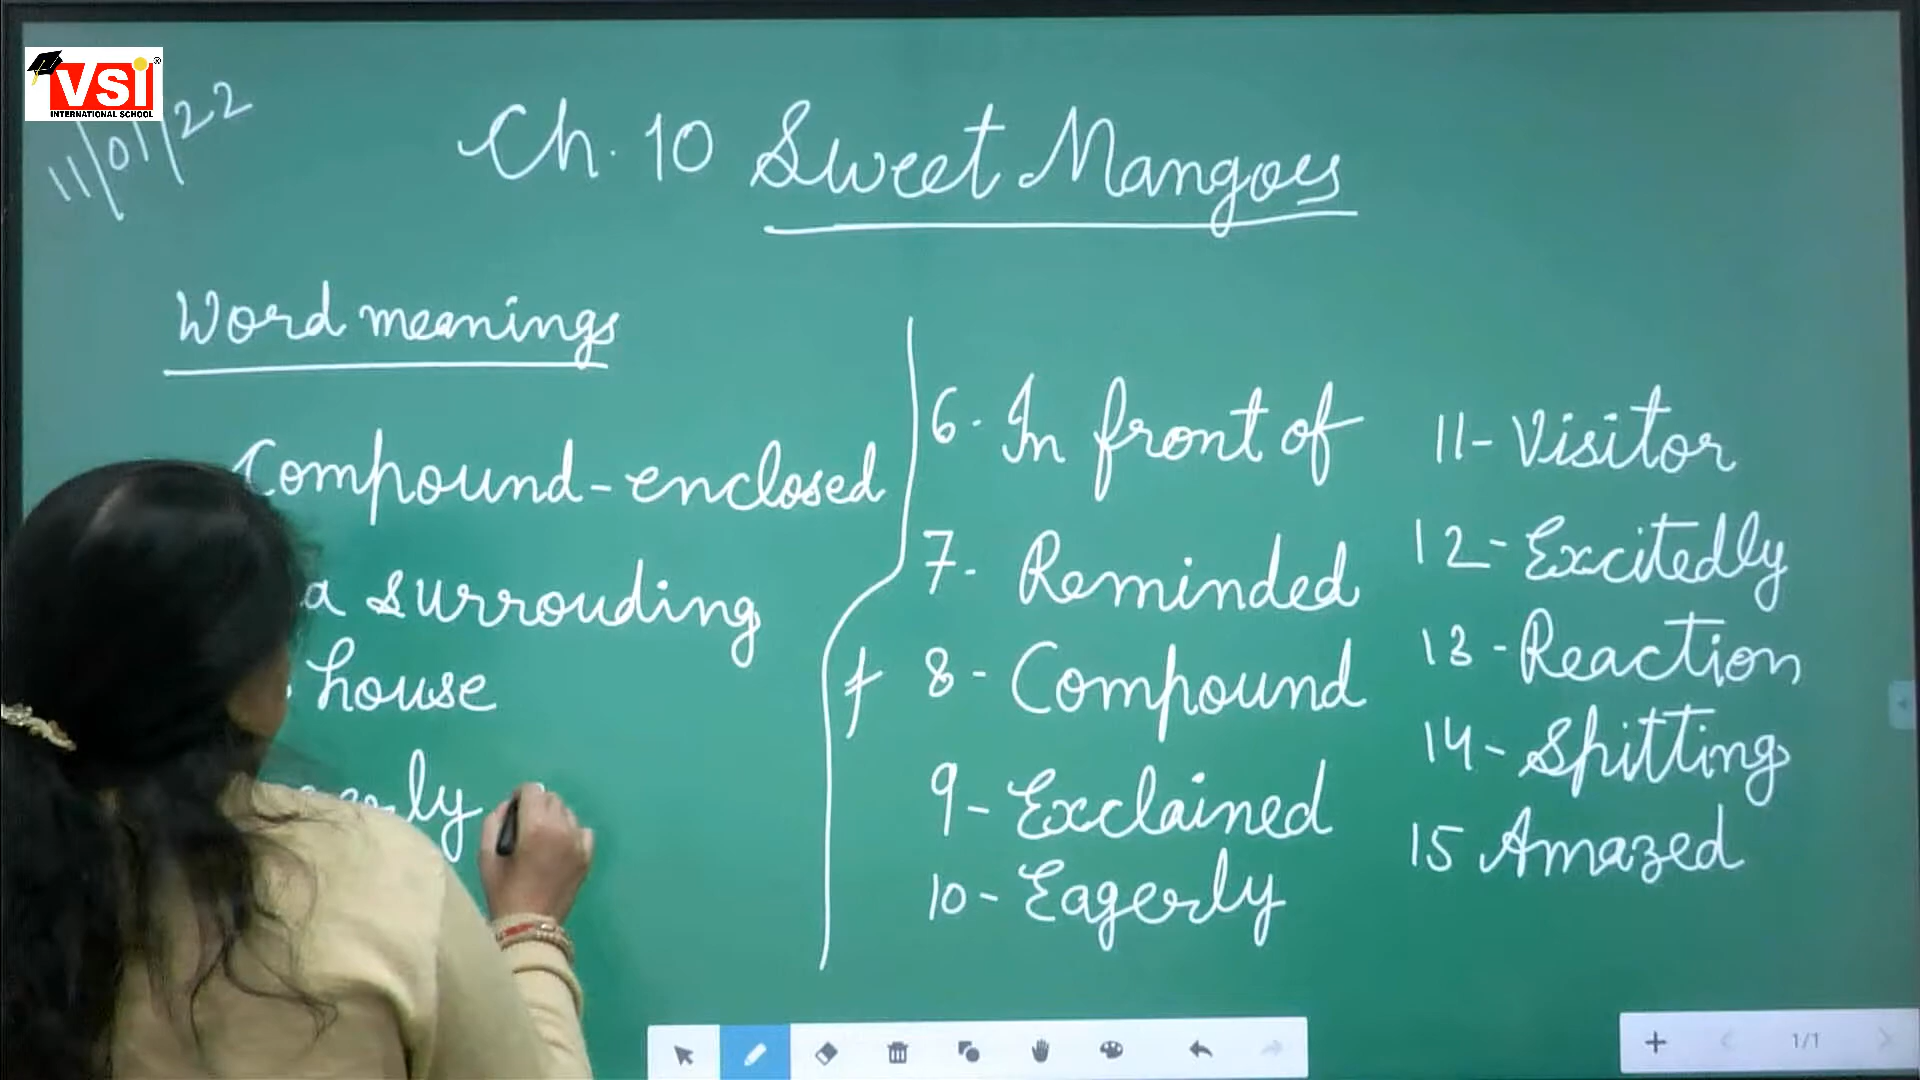 VSI
INTERNATIONAL SCHOOL
11/01/22
Ch. 10 Sweet Mangoes
Word meanings
Compound - enclosed
a surrouding
house
6. In front of
7. Reminded
8 - Compound
9 - Exclained
10 - Eagerly
11 - Visitor
12 - Excitedly
13 - Reaction
14 - Spitting
15 Amazed
1/1